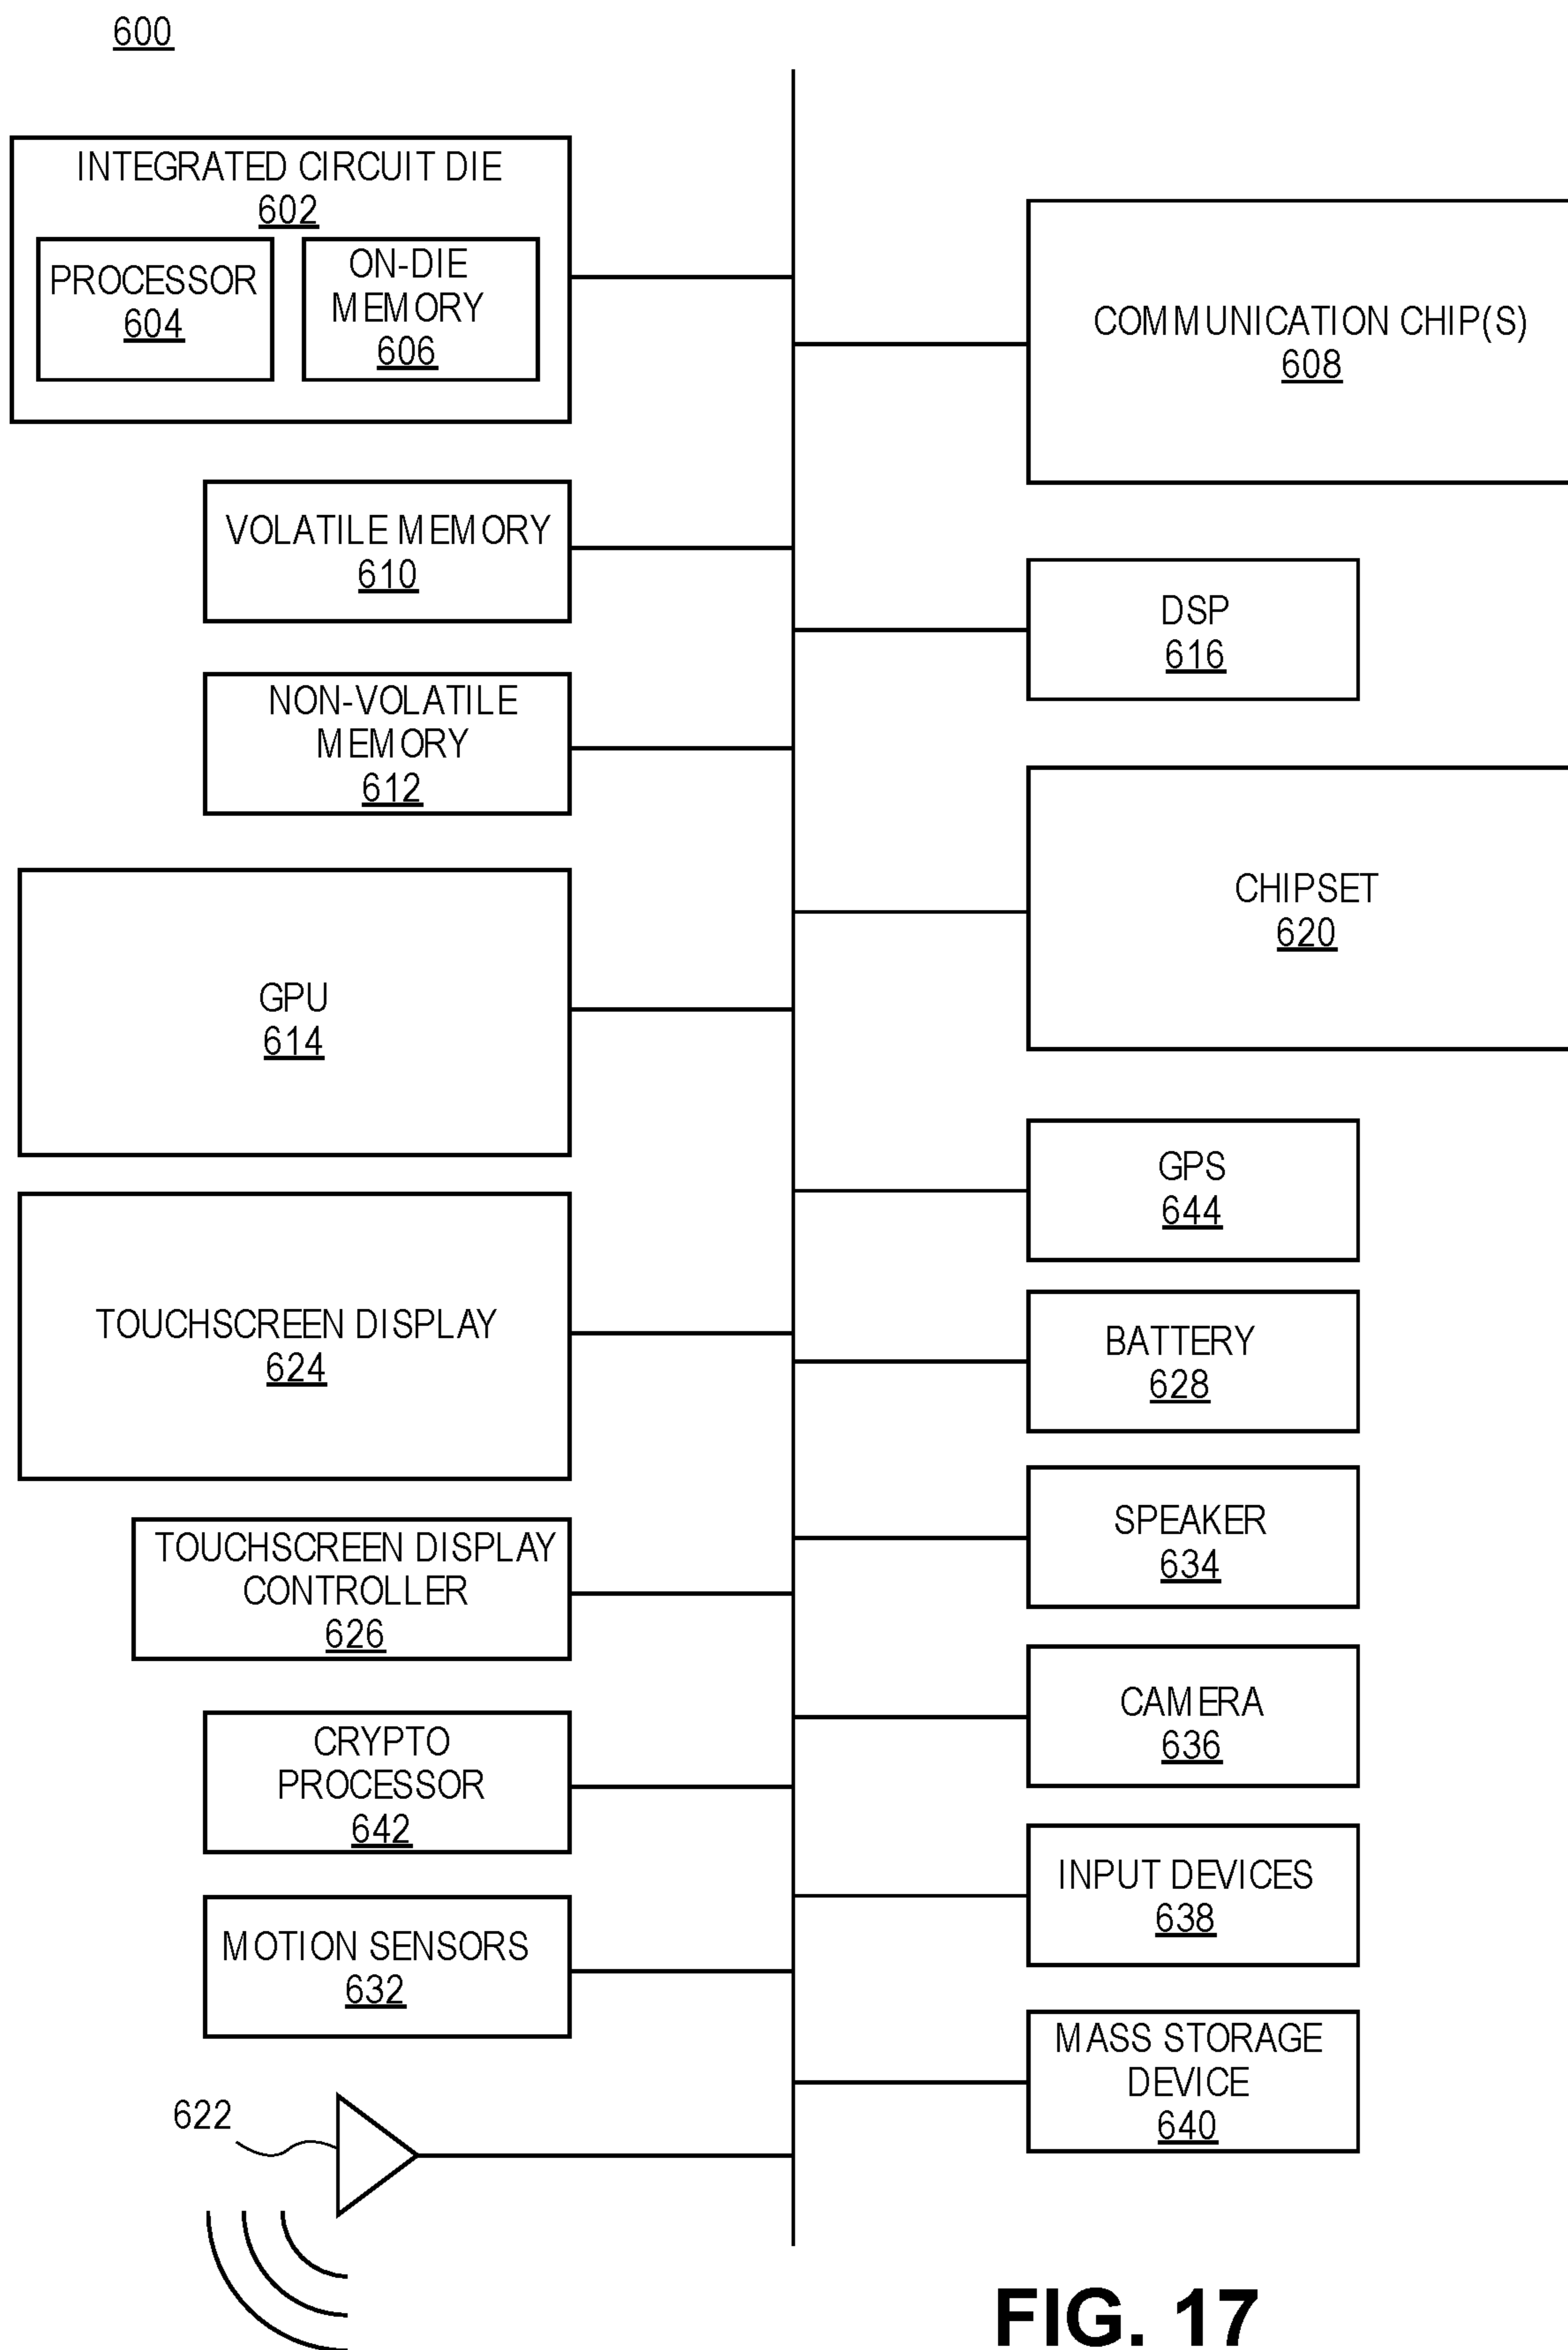 600
INTEGRATED CIRCUIT DIE
602
PROCESSOR
604
ON-DIE
MEMORY
606
VOLATILE MEMORY
610
NON-VOLATILE
MEMORY
612
GPU
614
TOUCHSCREEN DISPLAY
624
TOUCHSCREEN DISPLAY
CONTROLLER
626
CRYPTO
PROCESSOR
642
MOTION SENSORS
632
622
COMMUNICATION CHIP(S)
608
DSP
616
CHIPSET
620
GPS
644
BATTERY
628
SPEAKER
634
CAMERA
636
INPUT DEVICES
638
MASS STORAGE
DEVICE
640
FIG. 17